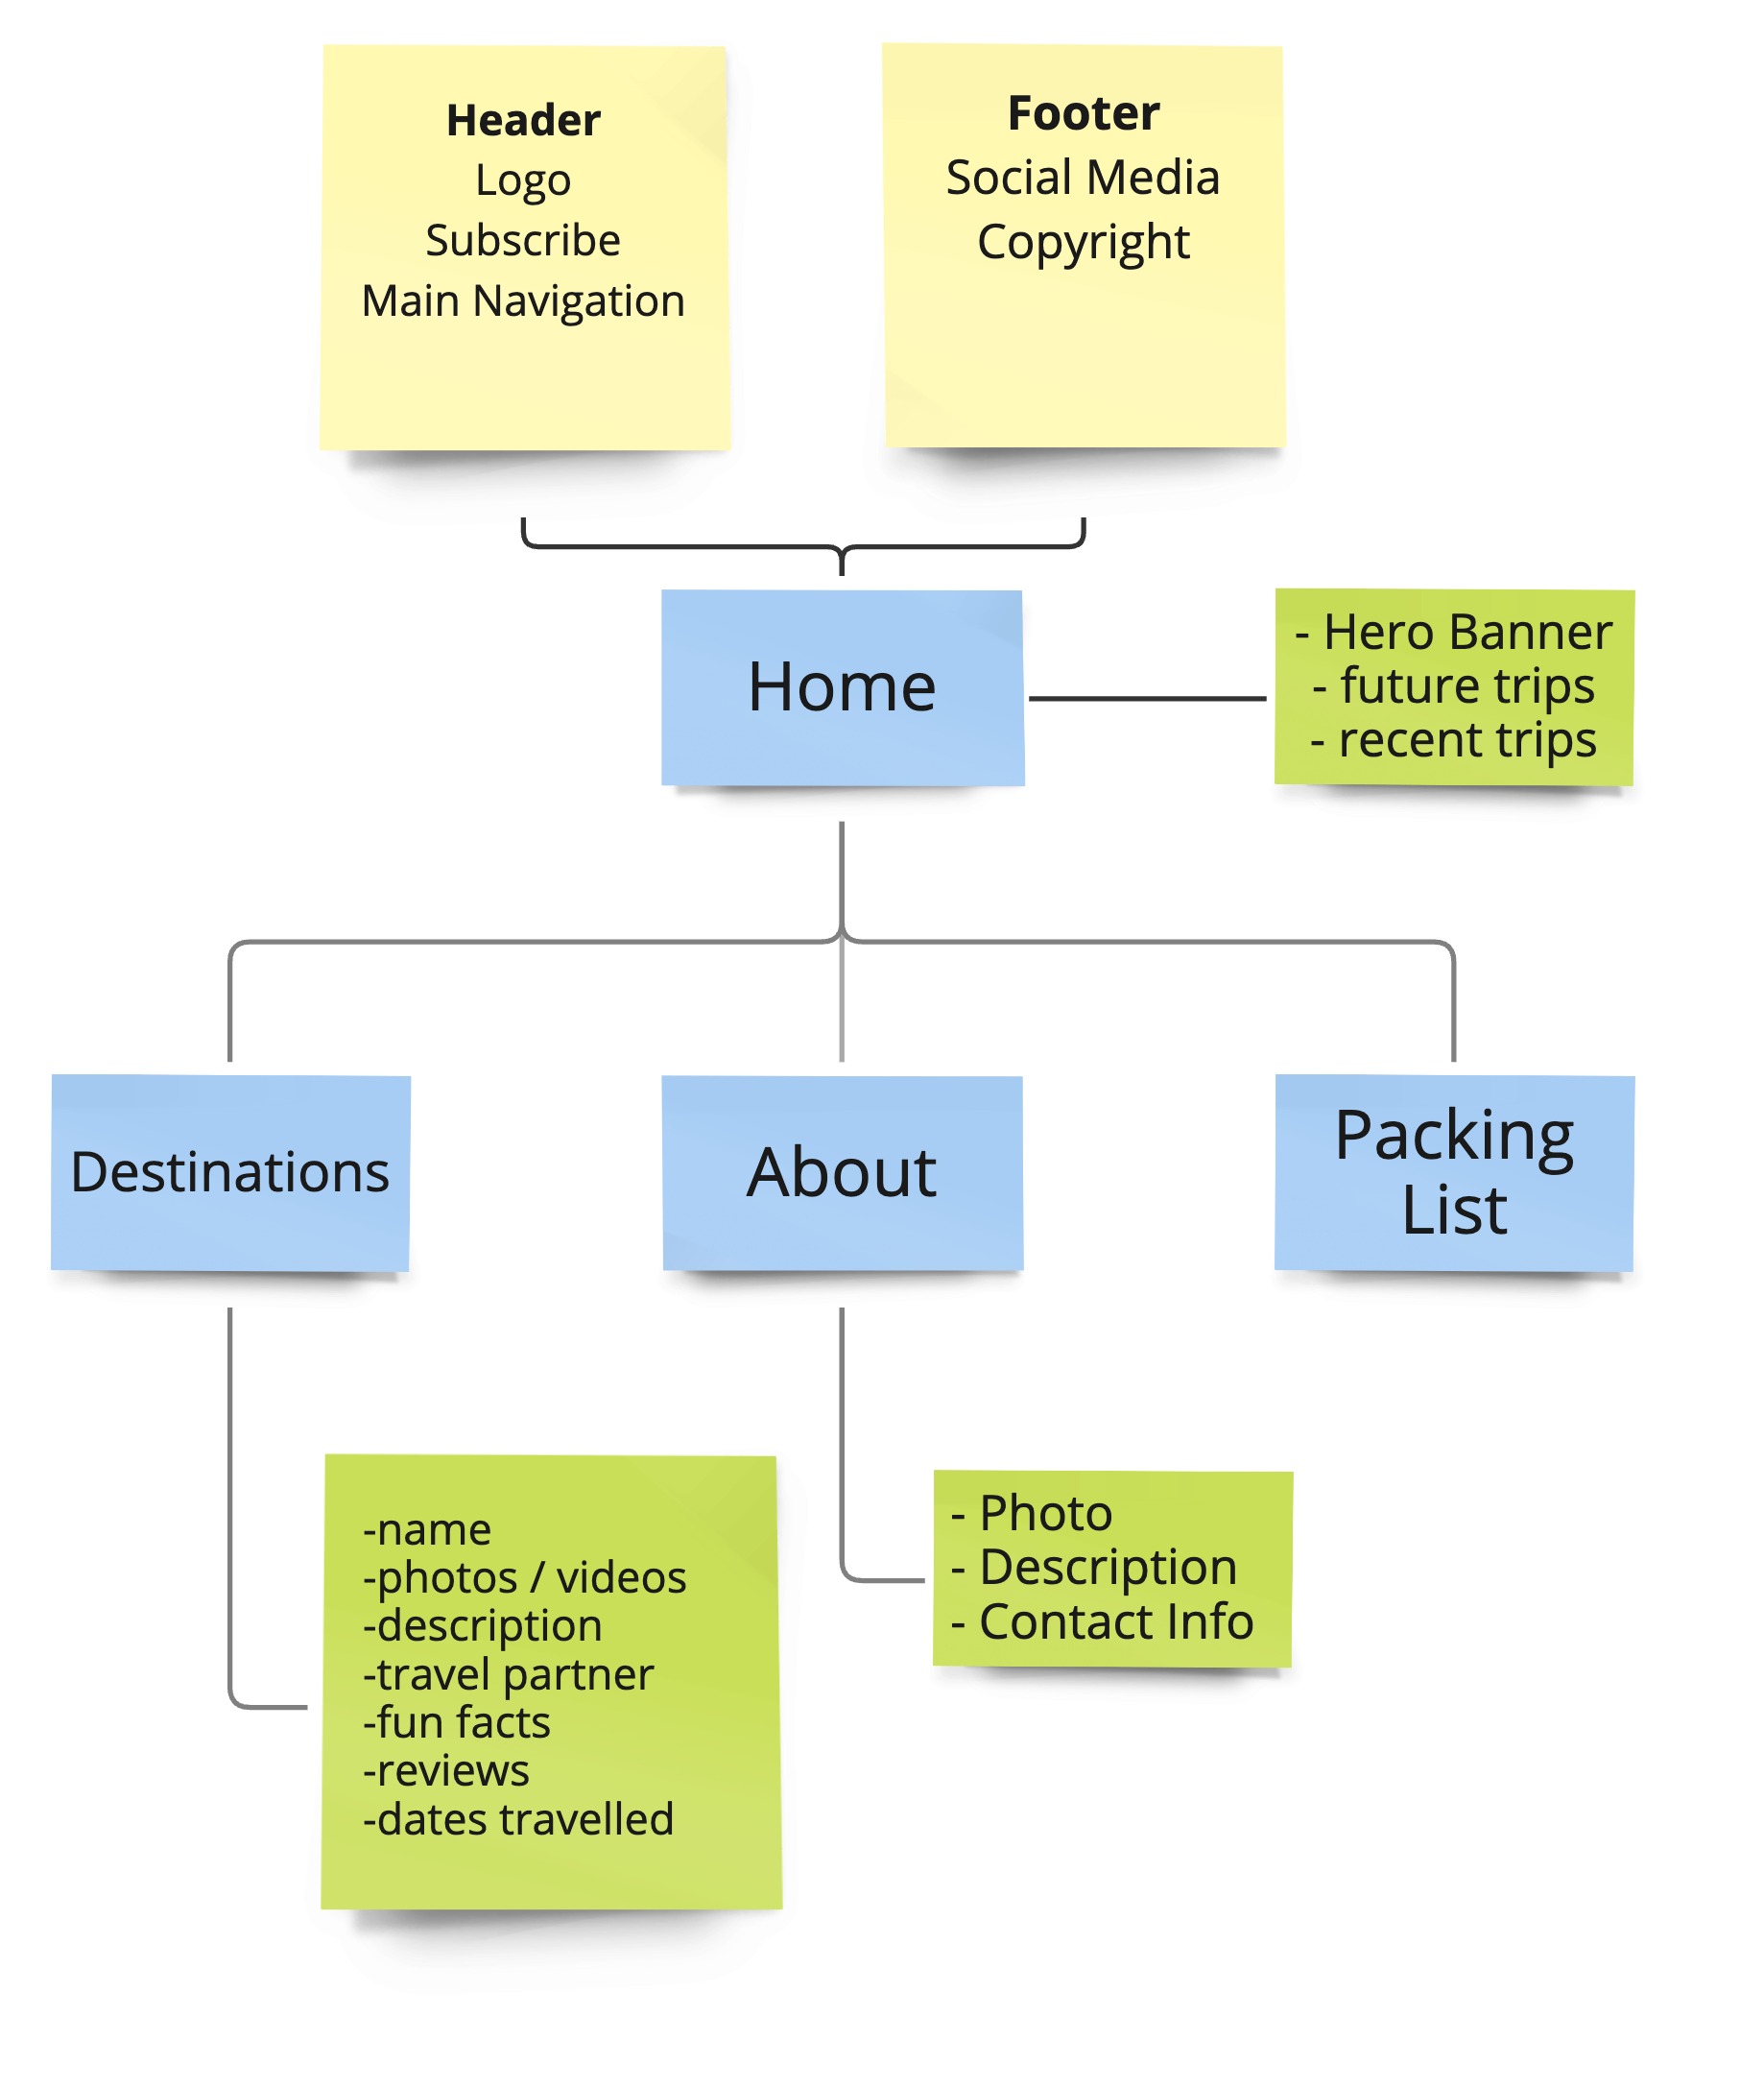 Header
Logo
Subscribe
Main Navigation
Footer
Social Media
Copyright
Home
- Hero Banner
- future trips
- recent trips
Destinations
About
Packing
List
-name
-photos / videos
-description
-travel partner
-fun facts
-reviews
-dates travelled
- Photo
- Description
- Contact Info